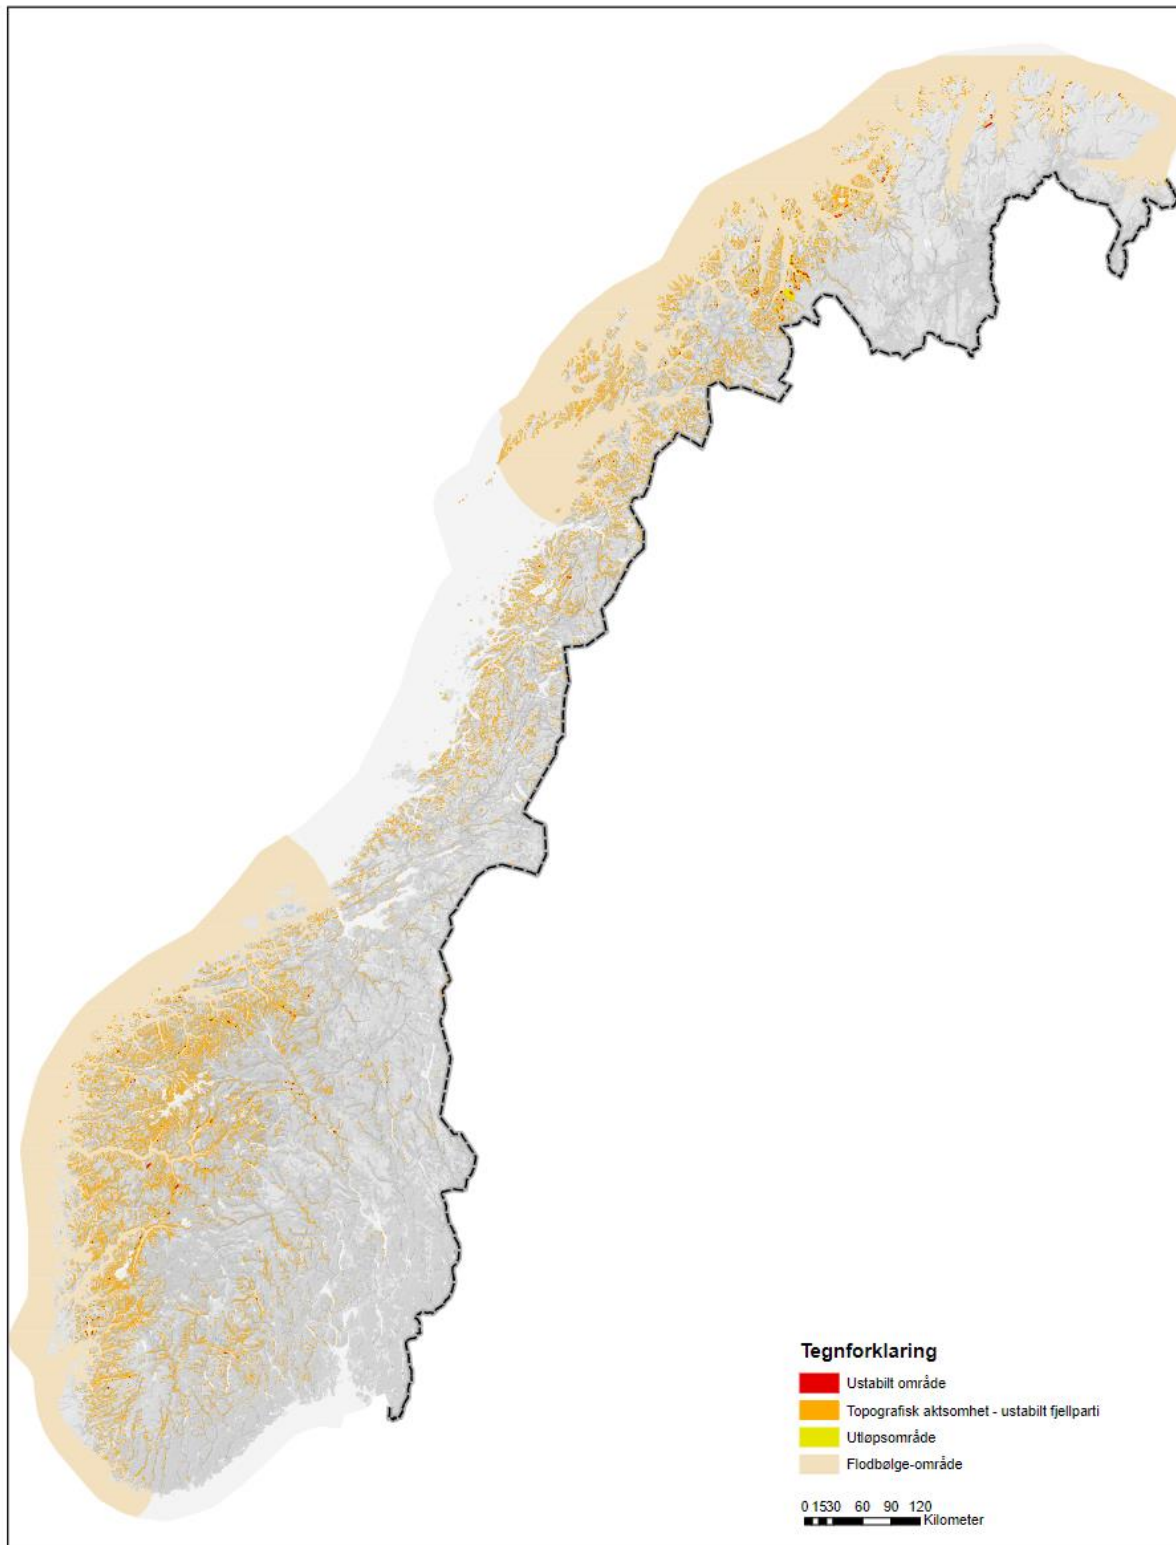 Tegnforklaring
Ustabilt område
Topografisk aktsomhet - ustabilt fjellparti
Utløpsområde
Flodbølge-område
0 1530 60 90 120
Kilometer